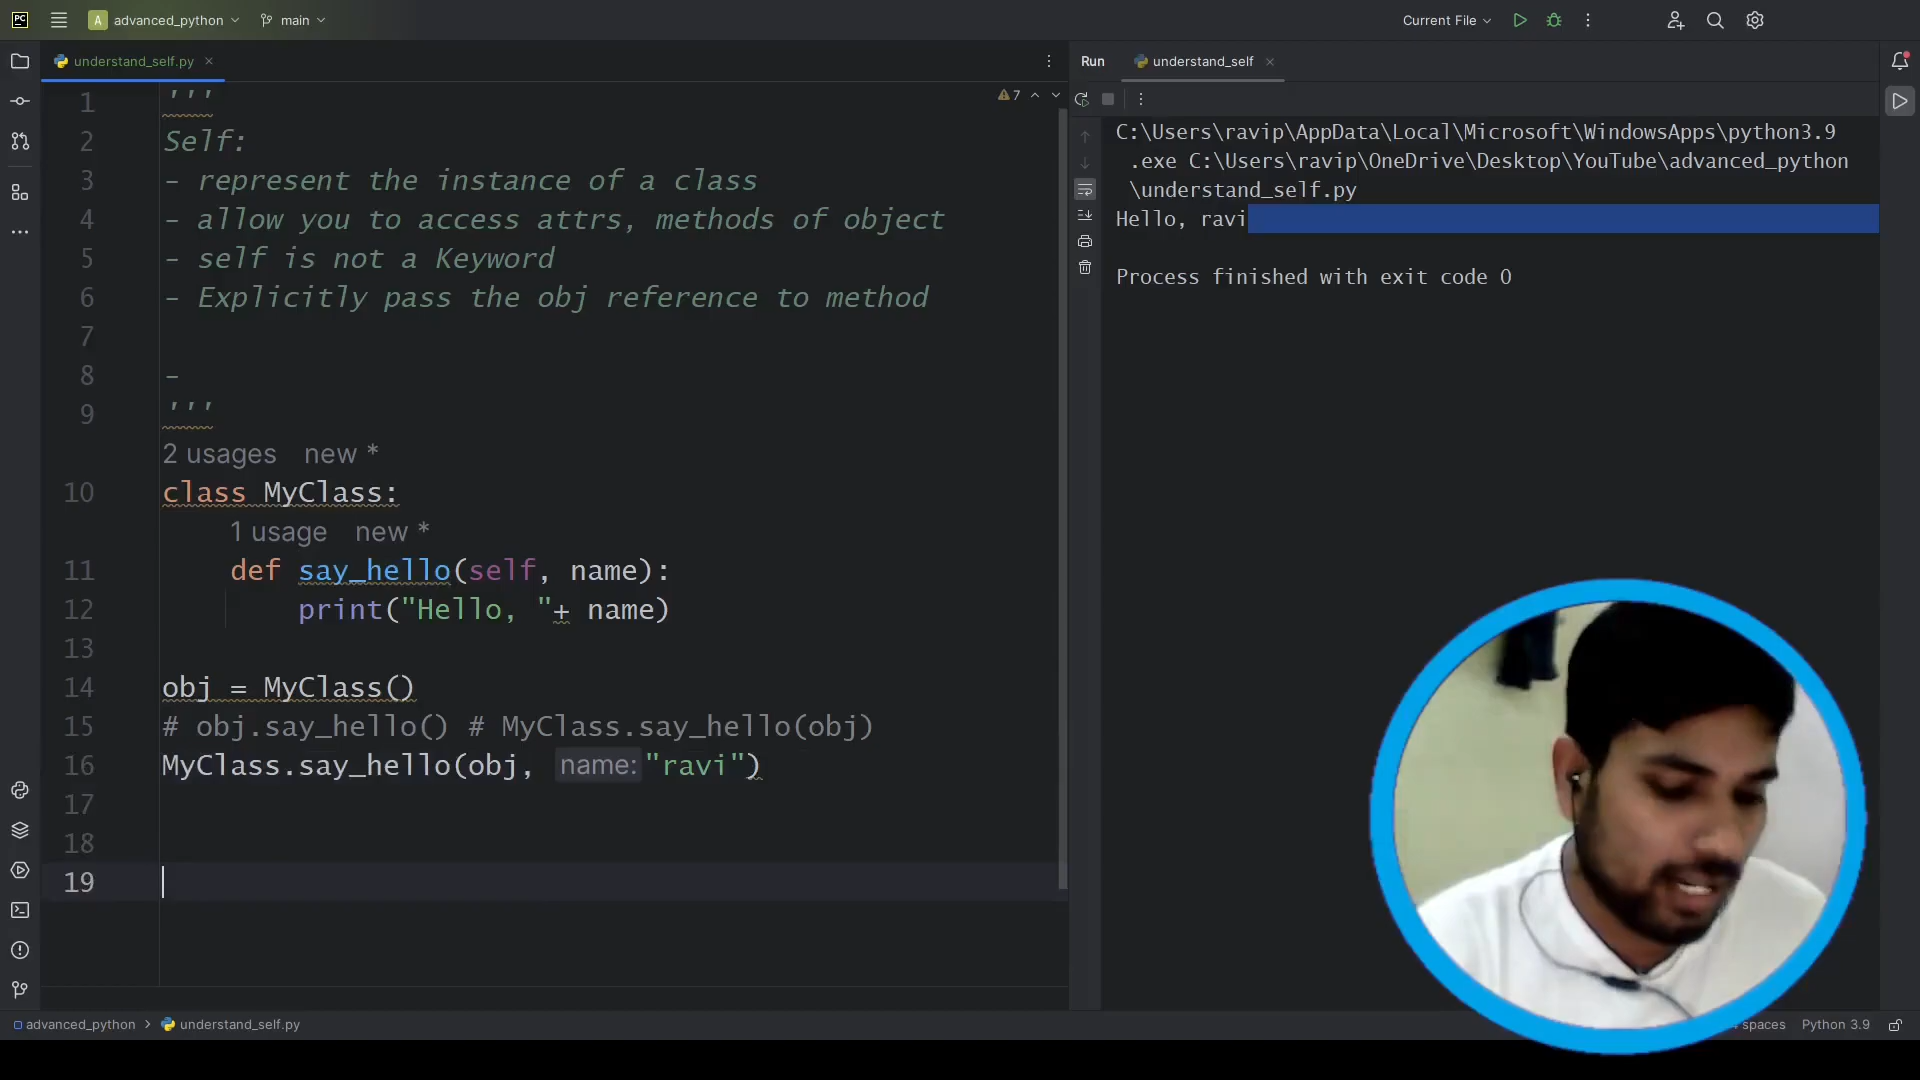 PC
A advanced_python
main
Current File
understand_self.py
7
Run understand_self
1 '''
2 Self:
3 - represent the instance of a class
4 - allow you to access attrs, methods of object
5 - self is not a Keyword
6 - Explicitly pass the obj reference to method
7
8 -
9 '''
2 usages new *
10 class MyClass:
1 usage new *
11 def say_hello(self, name):
12 print("Hello, "+ name)
13
14 obj = MyClass()
15 # obj.say_hello() # MyClass.say_hello(obj)
16 MyClass.say_hello(obj, name: "ravi")
17
18
19
C:\Users\ravip\AppData\Local\Microsoft\WindowsApps\python3.9
.exe C:\Users\ravip\OneDrive\Desktop\YouTube\advanced_python
\understand_self.py
Hello, ravi
Process finished with exit code 0
advanced_python > understand_self.py
spaces Python 3.9